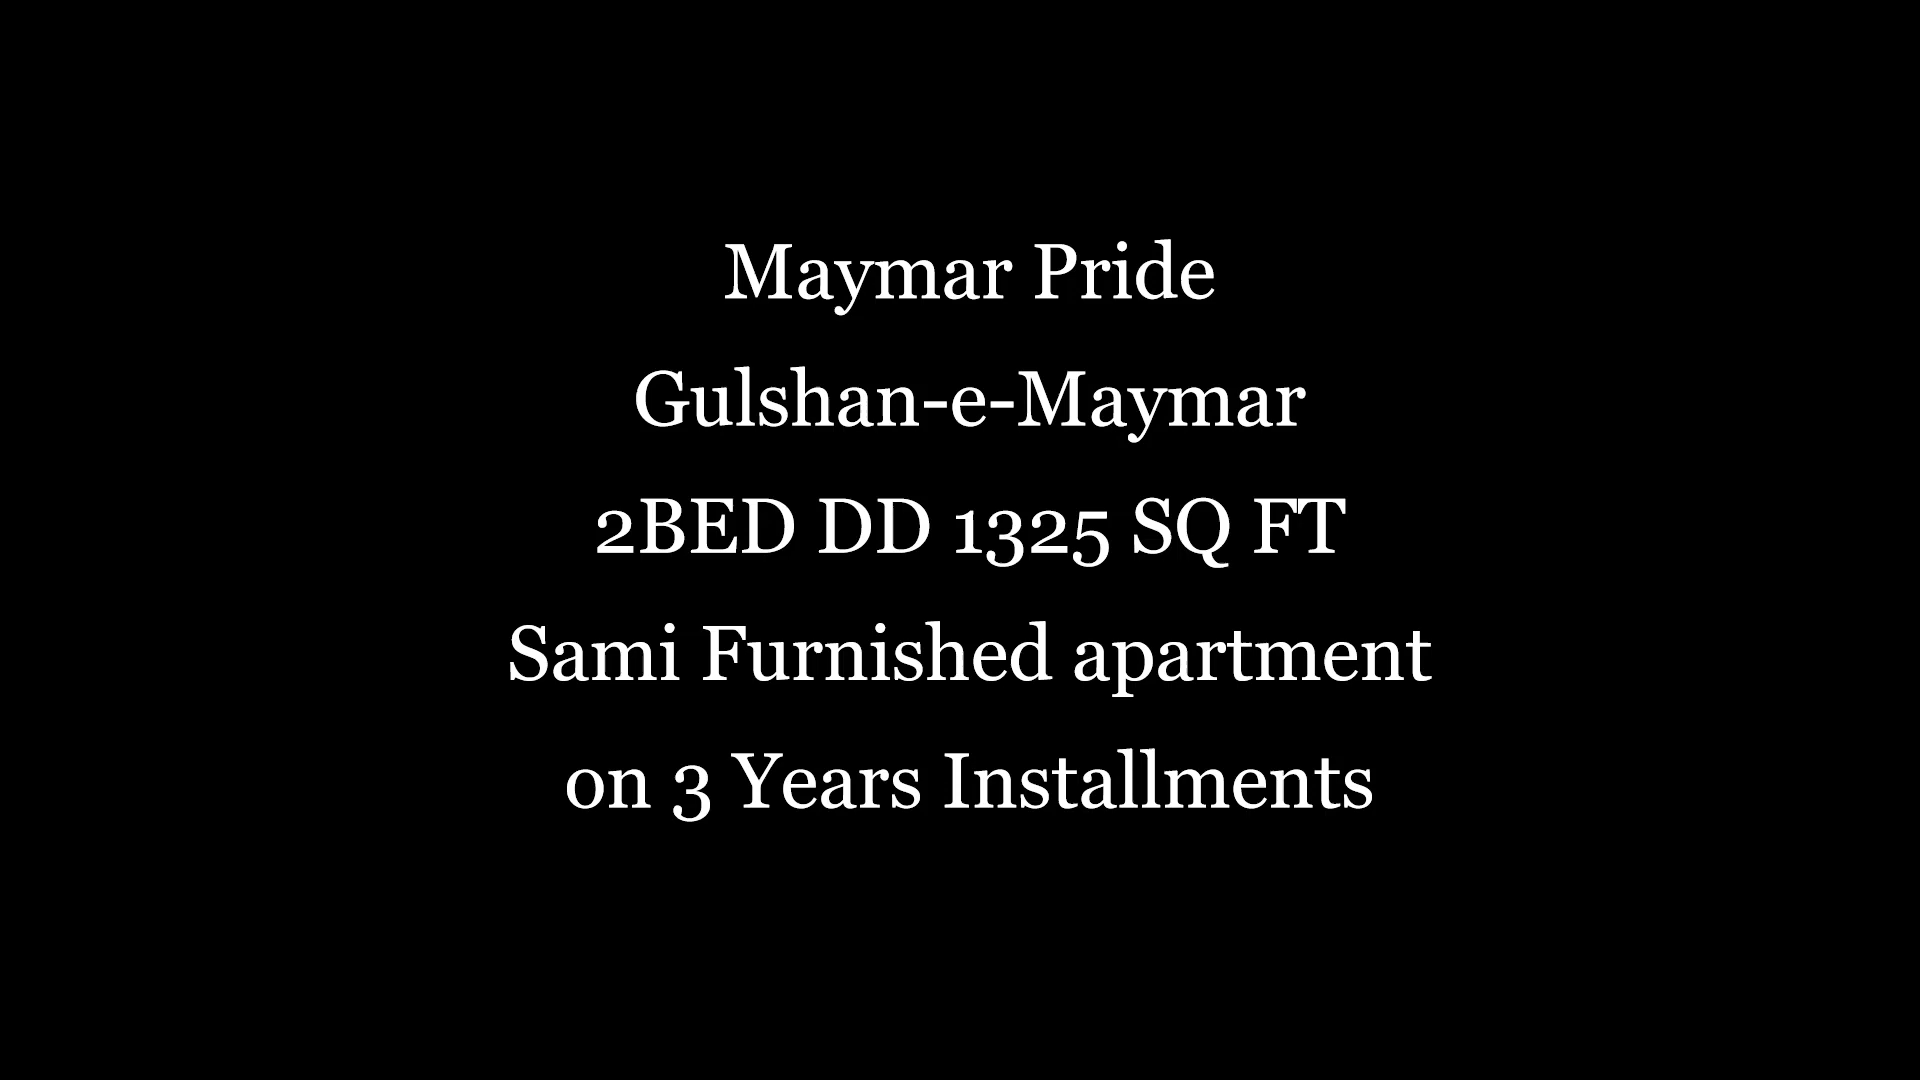 Maymar Pride
Gulshan-e-Maymar
2BED DD 1325 SQ FT
Sami Furnished apartment
on 3 Years Installments